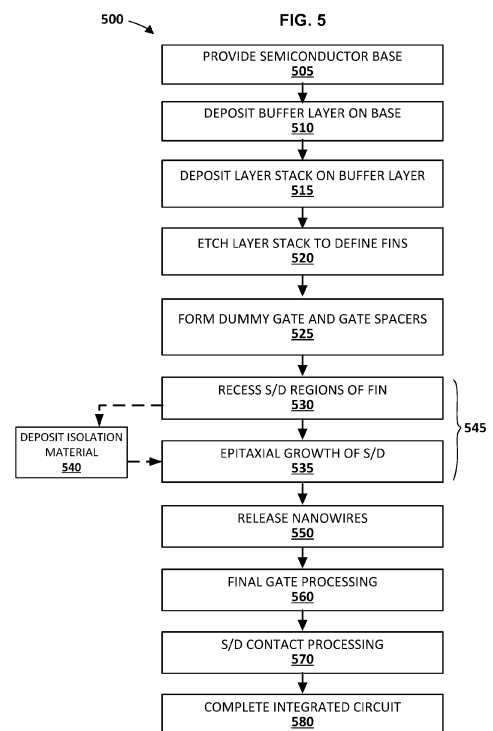 500
FIG. 5
PROVIDE SEMICONDUCTOR BASE
505
DEPOSIT BUFFER LAYER ON BASE
510
DEPOSIT LAYER STACK ON BUFFER LAYER
515
ETCH LAYER STACK TO DEFINE FINS
520
FORM DUMMY GATE AND GATE SPACERS
525
RECESS S/D REGIONS OF FIN
530
545
DEPOSIT ISOLATION
MATERIAL
540
EPITAXIAL GROWTH OF S/D
535
RELEASE NANOWIRES
550
FINAL GATE PROCESSING
560
S/D CONTACT PROCESSING
570
COMPLETE INTEGRATED CIRCUIT
580